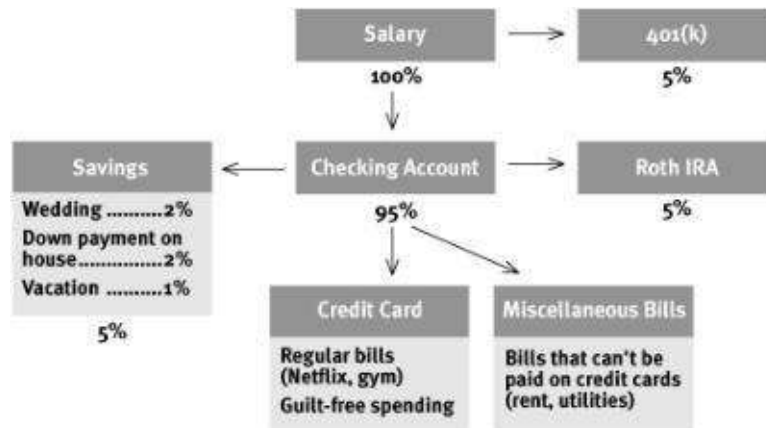 Salary
401(k)
100%
5%
Savings
Checking Account
Roth IRA
Wedding ..........2%
Down payment on
house...............2%
Vacation ..........1%
5%
95%
5%
Credit Card
Miscellaneous Bills
Regular bills
(Netflix, gym)
Guilt-free spending
Bills that can't be
paid on credit cards
(rent, utilities)